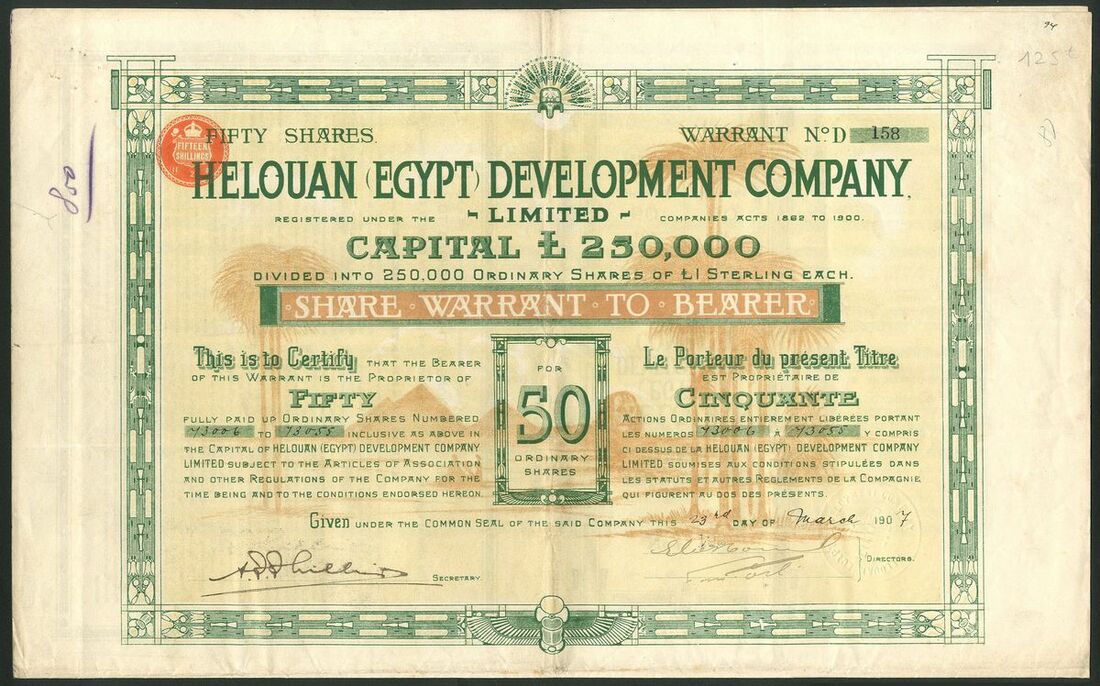 94
125
FIFTY SHARES.
WARRANT No D 158
FIFTEEN
SHILLINGS
800
HELOUAN (EGYPT) DEVELOPMENT COMPANY,
REGISTERED UNDER THE - LIMITED - COMPANIES ACTS 1862 TO 1900.
CAPITAL £ 250,000
DIVIDED INTO 250,000 ORDINARY SHARES OF £1 STERLING EACH.
SHARE · WARRANT · TO · BEARER
This is to Certify THAT THE BEARER
OF THIS WARRANT IS THE PROPRIETOR OF
FIFTY
FULLY PAID UP ORDINARY SHARES NUMBERED
73006 TO 73055 INCLUSIVE AS ABOVE IN
THE CAPITAL OF HELOUAN (EGYPT) DEVELOPMENT COMPANY
LIMITED SUBJECT TO THE ARTICLES OF ASSOCIATION
AND OTHER REGULATIONS OF THE COMPANY FOR THE
TIME BEING AND TO THE CONDITIONS ENDORSED HEREON.
FOR
50
ORDINARY
SHARES
Le Porteur du présent Titre
EST PROPRIÉTAIRE DE
CINQUANTE
ACTIONS ORDINAIRES ENTIÈREMENT LIBÉRÉES PORTANT
LES NUMEROS 73006 A 73055 Y COMPRIS
CI DESSUS DE LA HELOUAN (EGYPT) DEVELOPMENT COMPANY
LIMITED SOUMISES AUX CONDITIONS STIPULÉES DANS
LES STATUTS ET AUTRES REGLEMENTS DE LA COMPAGNIE
QUI FIGURENT AU DOS DES PRÉSENTS.
Given UNDER THE COMMON SEAL OF THE SAID COMPANY THIS 23rd DAY OF March 1907.
SECRETARY
DIRECTORS.